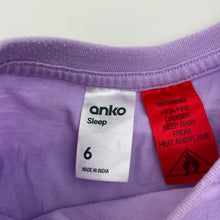 anko
Sleep
6
MADE IN INDIA
WARNING
HIGH FIRE
DANGER
KEEP AWAY
FROM
HEAT AND FLAME